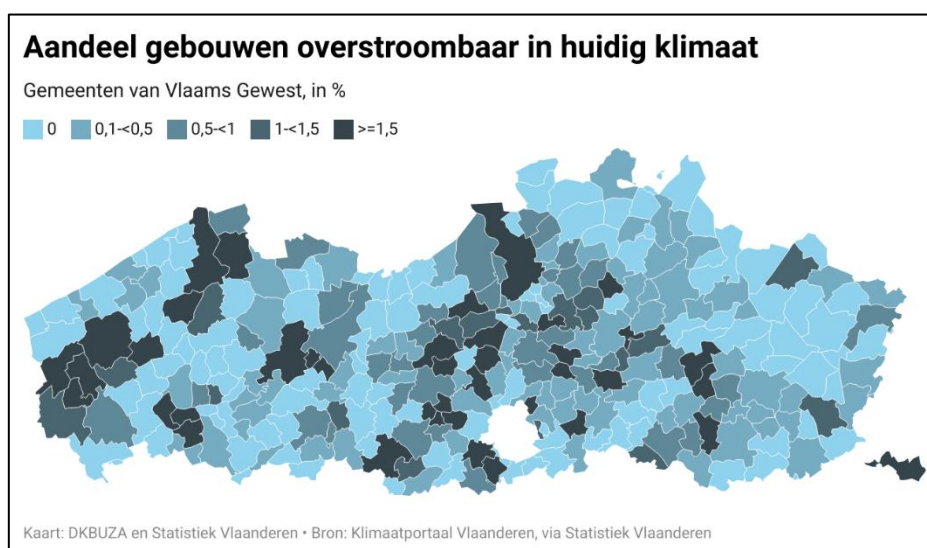 Aandeel gebouwen overstroombaar in huidig klimaat
Gemeenten van Vlaams Gewest, in %
0 0,1-<0,5 0,5-<1 1-<1,5 >=1,5
Kaart: DKBUZA en Statistiek Vlaanderen • Bron: Klimaatportaal Vlaanderen, via Statistiek Vlaanderen